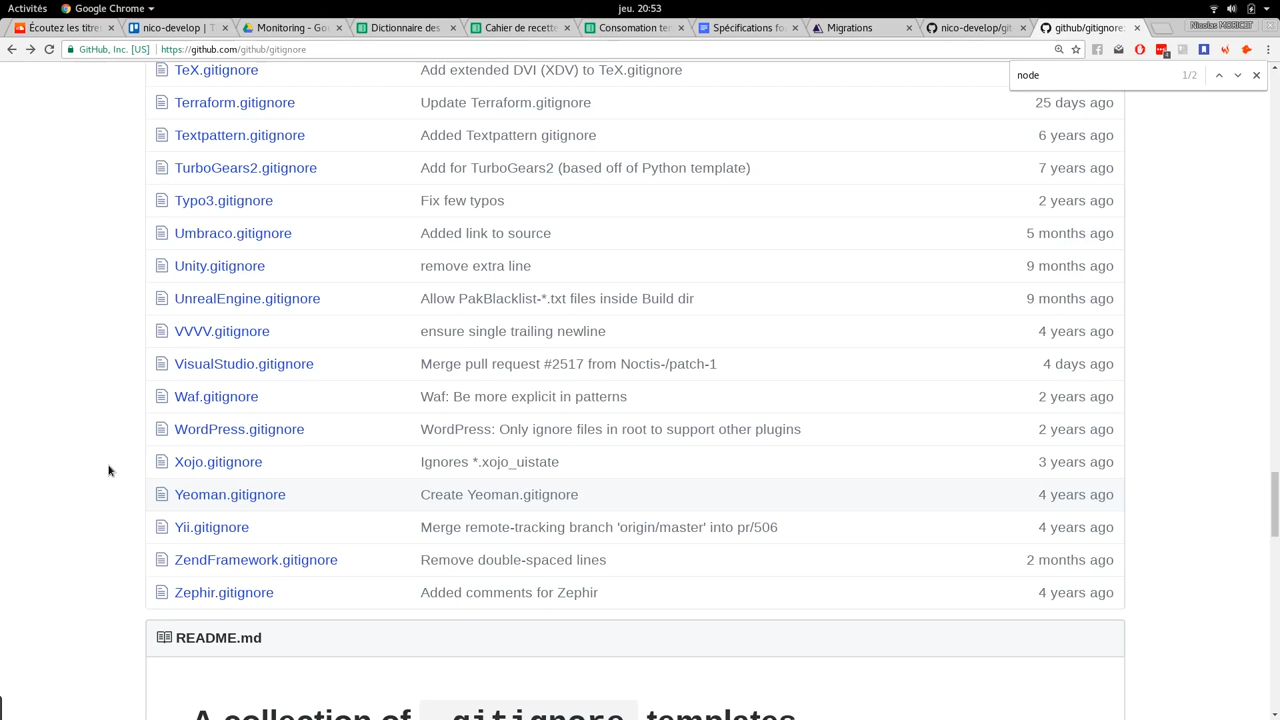 Activités Google Chrome jeu. 20:53
Écoutez les titre nico-develop | T Monitoring - Go Dictionnaire des Cahier de recette Consomation te Spécifications fo Migrations nico-develop/git github/gitignore: Nicolas MORICET
GitHub, Inc. [US] https://github.com/github/gitignore
node 1/2
TeX.gitignore Add extended DVI (XDV) to TeX.gitignore
Terraform.gitignore Update Terraform.gitignore 25 days ago
Textpattern.gitignore Added Textpattern gitignore 6 years ago
TurboGears2.gitignore Add for TurboGears2 (based off of Python template) 7 years ago
Typo3.gitignore Fix few typos 2 years ago
Umbraco.gitignore Added link to source 5 months ago
Unity.gitignore remove extra line 9 months ago
UnrealEngine.gitignore Allow PakBlacklist-*.txt files inside Build dir 9 months ago
VVVV.gitignore ensure single trailing newline 4 years ago
VisualStudio.gitignore Merge pull request #2517 from Noctis-/patch-1 4 days ago
Waf.gitignore Waf: Be more explicit in patterns 2 years ago
WordPress.gitignore WordPress: Only ignore files in root to support other plugins 2 years ago
Xojo.gitignore Ignores *.xojo_uistate 3 years ago
Yeoman.gitignore Create Yeoman.gitignore 4 years ago
Yii.gitignore Merge remote-tracking branch 'origin/master' into pr/506 4 years ago
ZendFramework.gitignore Remove double-spaced lines 2 months ago
Zephir.gitignore Added comments for Zephir 4 years ago
README.md
A collection of .gitignore templates